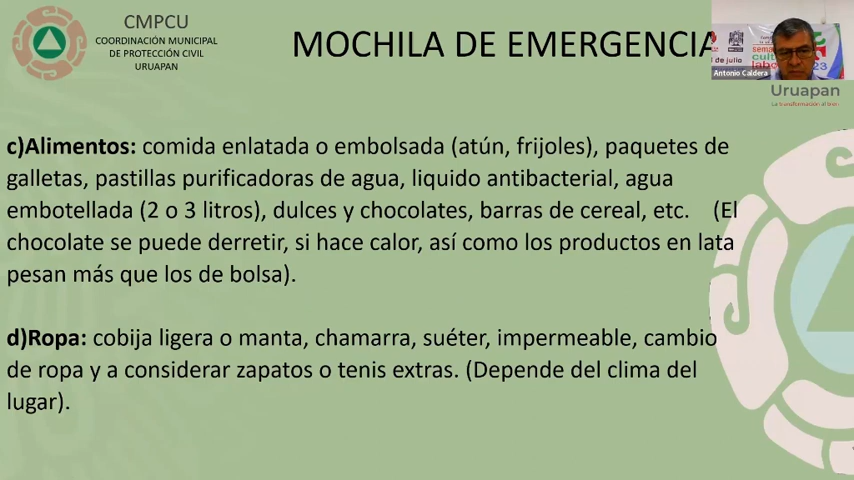 CMPCU
COORDINACIÓN MUNICIPAL
DE PROTECCIÓN CIVIL
URUAPAN
MOCHILA DE EMERGENCIA
Antonio Caldera
Uruapan
c)Alimentos: comida enlatada o embolsada (atún, frijoles), paquetes de
galletas, pastillas purificadoras de agua, liquido antibacterial, agua
embotellada (2 o 3 litros), dulces y chocolates, barras de cereal, etc. (El
chocolate se puede derretir, si hace calor, así como los productos en lata
pesan más que los de bolsa).
d)Ropa: cobija ligera o manta, chamarra, suéter, impermeable, cambio
de ropa y a considerar zapatos o tenis extras. (Depende del clima del
lugar).